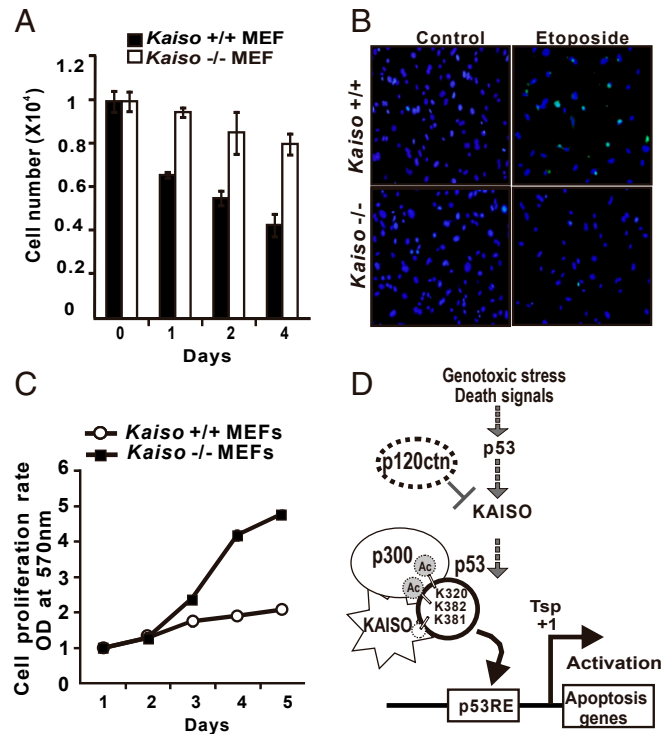 A
Kaiso +/+ MEF
Kaiso -/- MEF
Cell number (X10⁴)
1.2
1
0.8
0.6
0.4
0.2
0
0
1
2
4
Days
B
Control
Etoposide
Kaiso +/+
Kaiso -/-
C
Kaiso +/+ MEFs
Kaiso -/- MEFs
Cell proliferation rate
OD at 570nm
6
5
4
3
2
1
0
1
2
3
4
5
Days
D
Genotoxic stress
Death signals
p53
p120ctn
KAISO
p300
p53
Ac
Ac
K320
K382
K381
KAISO
Tsp
+1
Activation
p53RE
Apoptosis
genes